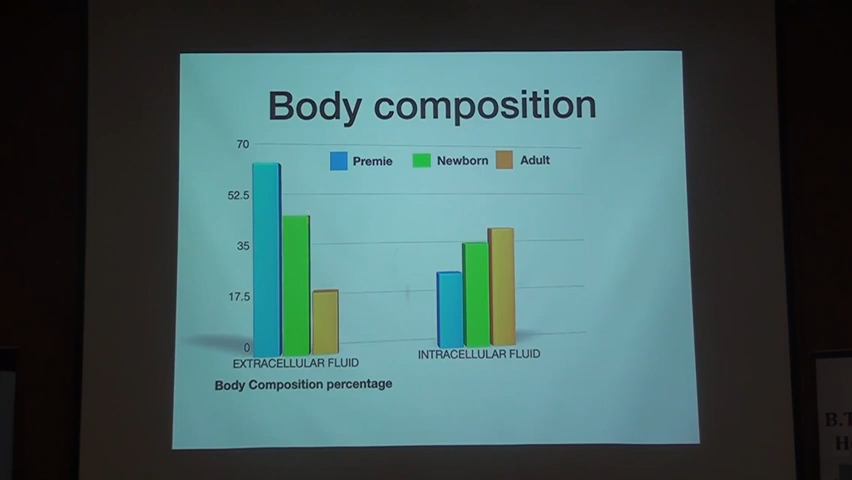 Body composition
70
Premie Newborn Adult
52.5
35
17.5
0
EXTRACELLULAR FLUID INTRACELLULAR FLUID
Body Composition percentage